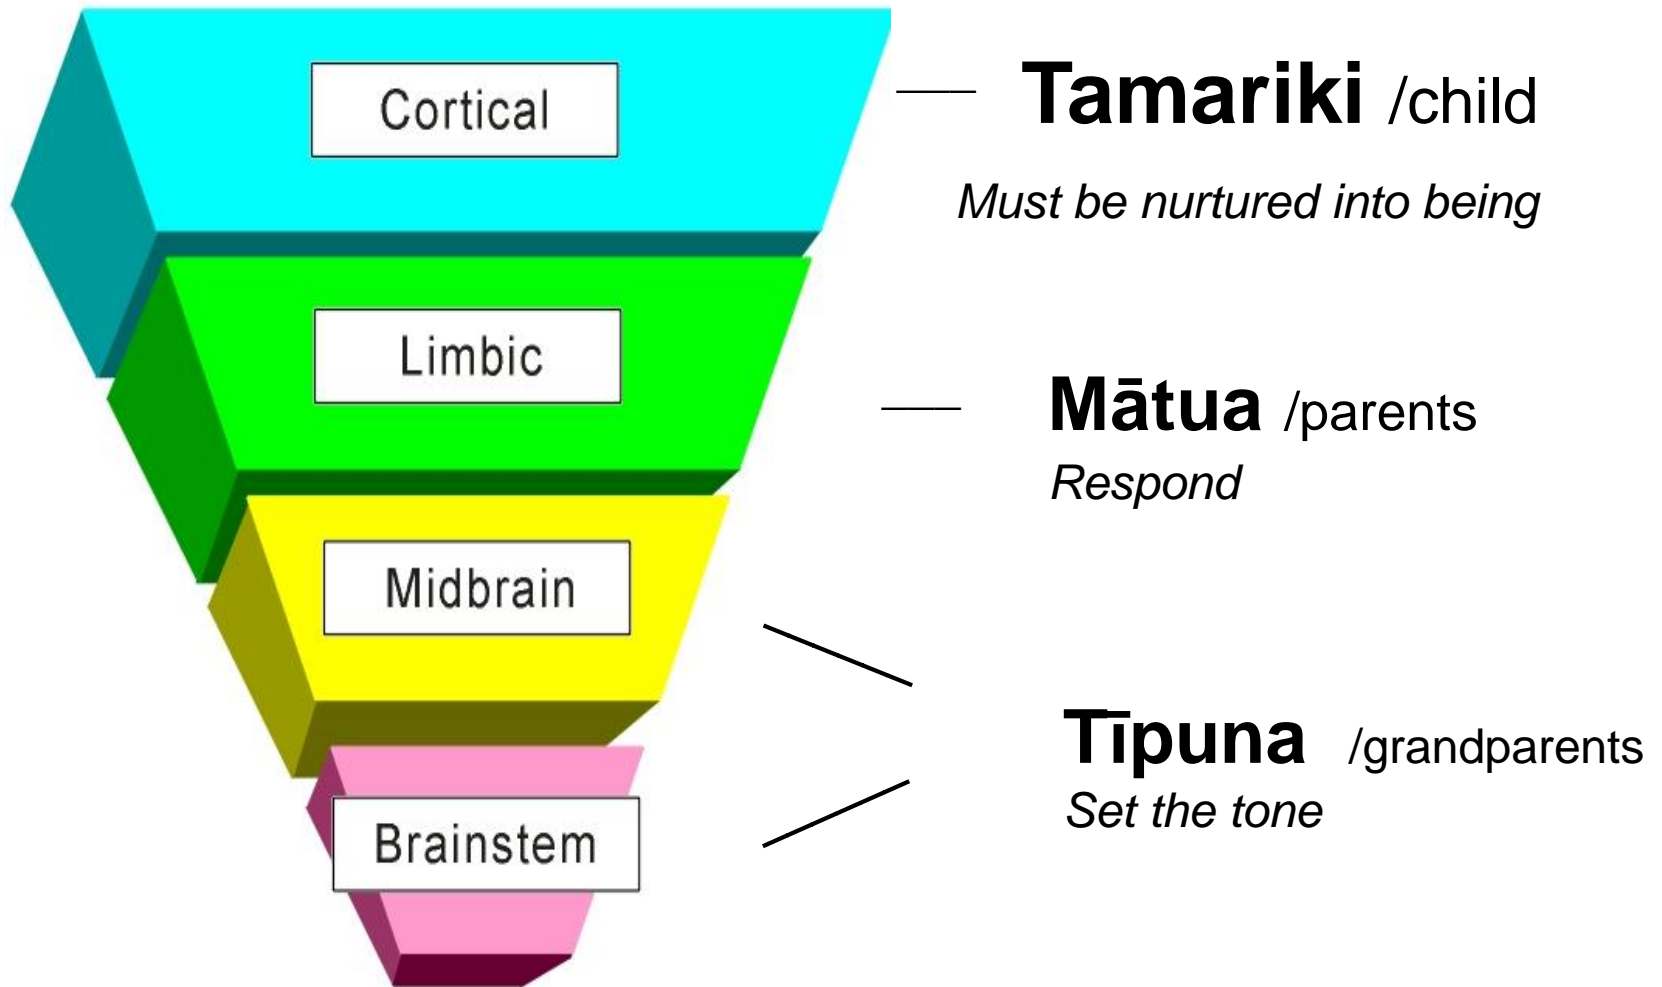 Cortical
Tamariki /child
Must be nurtured into being
Limbic
Mātua /parents
Respond
Midbrain
Tīpuna /grandparents
Set the tone
Brainstem